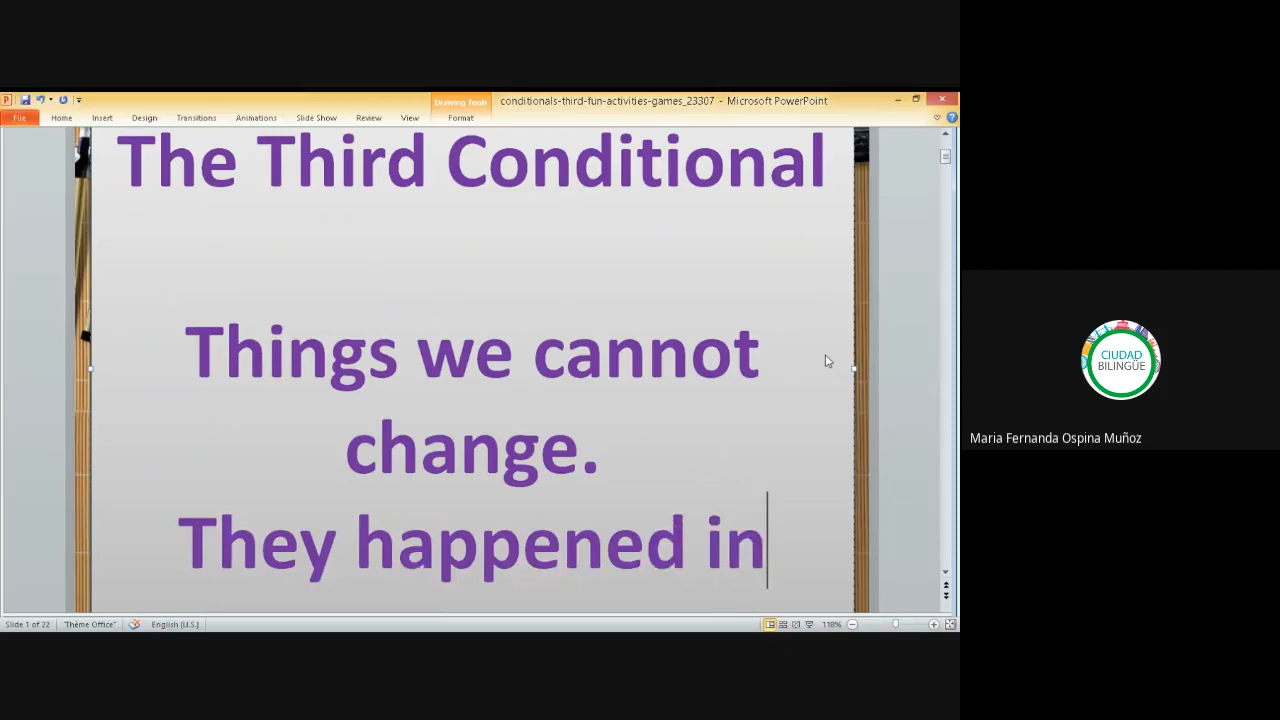 Drawing Tools
conditionals-third-fun-activities-games_23307 - Microsoft PowerPoint
File Home Insert Design Transitions Animations Slide Show Review View Format
The Third Conditional
Things we cannot
change.
They happened in
CIUDAD
BILINGÜE
Maria Fernanda Ospina Muñoz
Slide 1 of 22 "Thème Office" English (U.S.) 118%